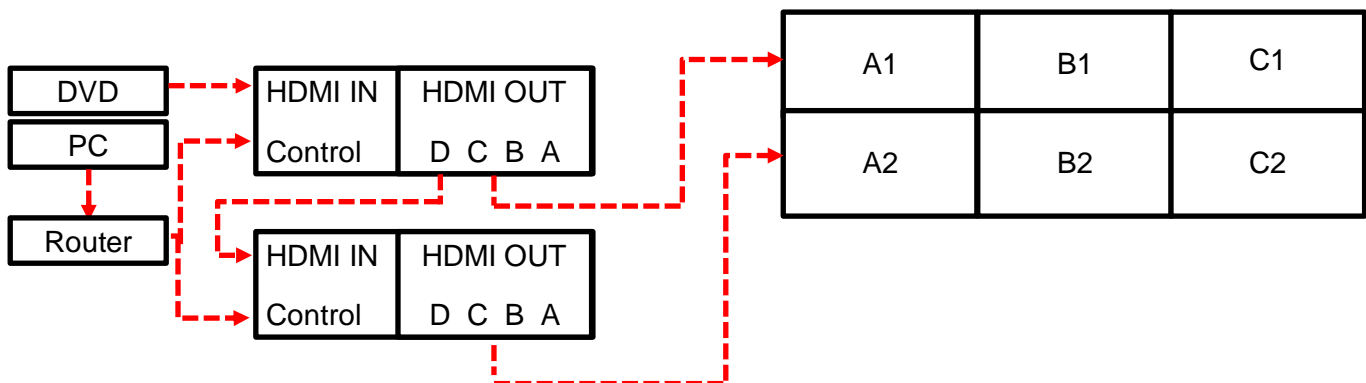 DVD
PC
Router
HDMI IN
Control
HDMI OUT
D C B A
HDMI IN
Control
HDMI OUT
D C B A
A1 B1 C1
A2 B2 C2